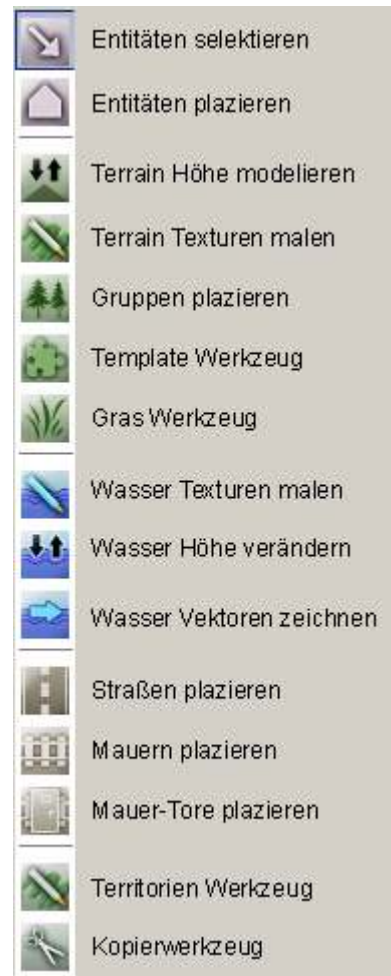 Entitäten selektieren
Entitäten plazieren
Terrain Höhe modelieren
Terrain Texturen malen
Gruppen plazieren
Template Werkzeug
Gras Werkzeug
Wasser Texturen malen
Wasser Höhe verändern
Wasser Vektoren zeichnen
Straßen plazieren
Mauern plazieren
Mauer-Tore plazieren
Territorien Werkzeug
Kopierwerkzeug